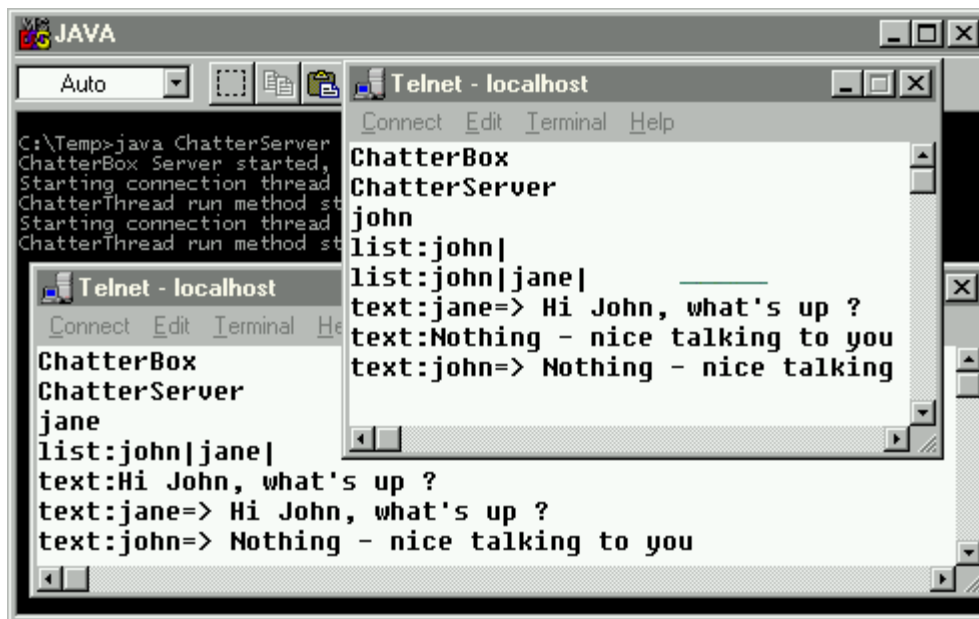 JAVA
Auto
C:\Temp>java ChatterServer
ChatterBox Server started,
Starting connection thread
ChatterThread run method st
Starting connection thread
ChatterThread run method st
Telnet - localhost
Connect Edit Terminal Help
ChatterBox
ChatterServer
john
list:john|
list:john|jane|
text:jane=> Hi John, what's up ?
text:Nothing - nice talking to you
text:john=> Nothing - nice talking
Telnet - localhost
Connect Edit Terminal He
ChatterBox
ChatterServer
jane
list:john|jane|
text:Hi John, what's up ?
text:jane=> Hi John, what's up ?
text:john=> Nothing - nice talking to you